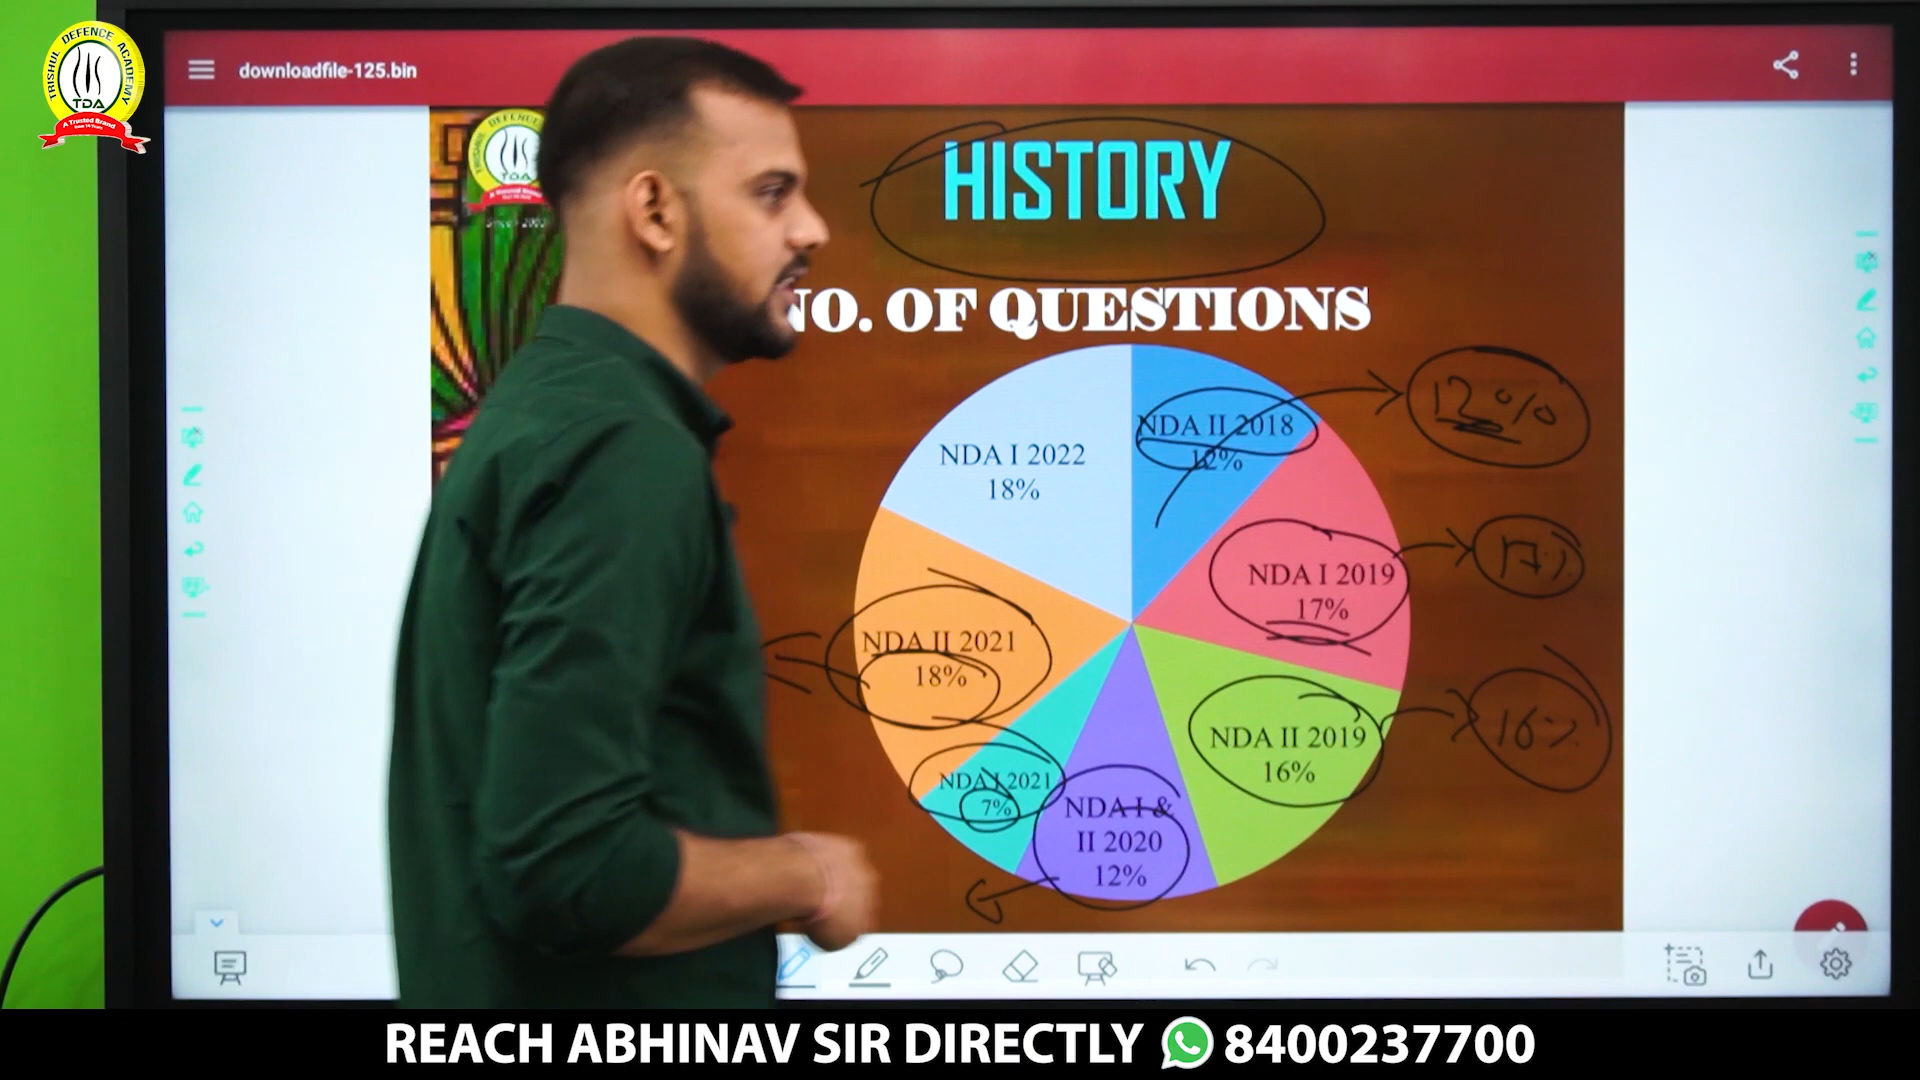 TRISHUL DEFENCE ACADEMY
TDA
A Trusted Brand
downloadfile-125.bin
TDA
HISTORY
NO. OF QUESTIONS
NDA I 2022
18%
NDA II 2018
12%
12%
NDA I 2019
17%
17%
NDA II 2021
18%
NDA II 2019
16%
16%
NDA I 2021
7%
NDA I &
II 2020
12%
REACH ABHINAV SIR DIRECTLY 8400237700